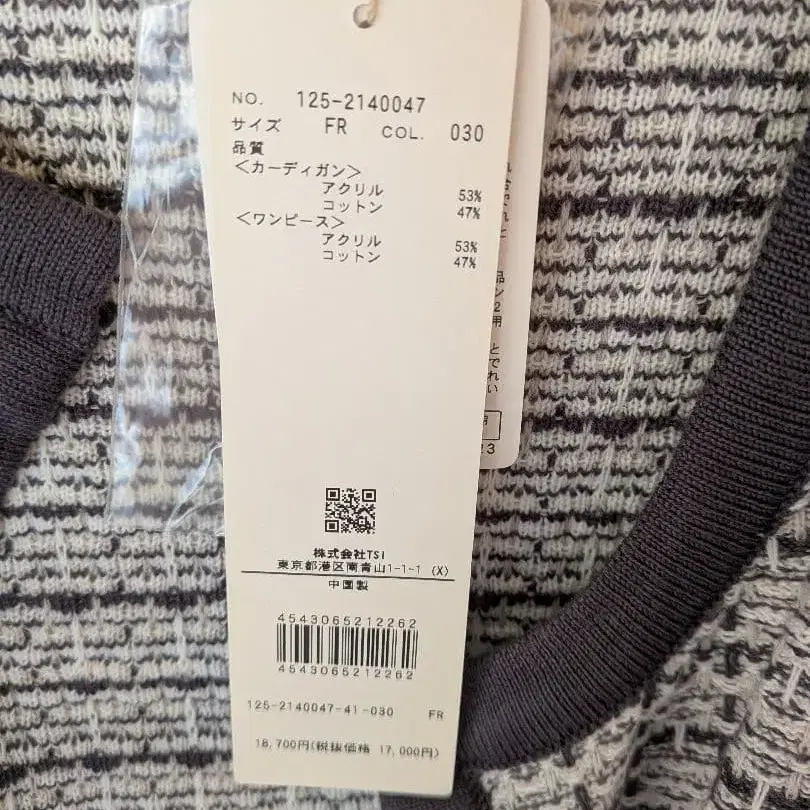 NO. 125-2140047
サイズ FR COL. 030
品質
<カーディガン>
アクリル 53%
コットン 47%
<ワンピース>
アクリル 53%
コットン 47%
株式会社TSI
東京都港区南青山1-1-1 (X)
中国製
4543065212262
4543065212262
125-2140047-41-030 FR
18,700円(税抜価格 17,000円)